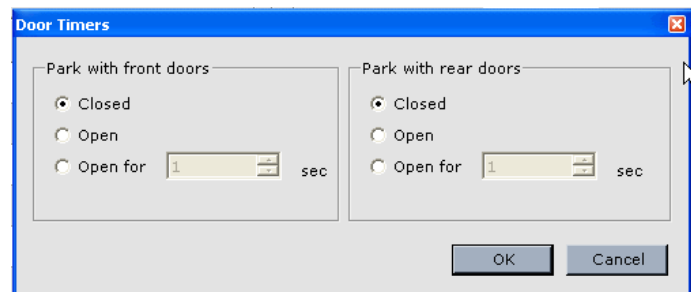 Door Timers
Park with front doors
Closed
Open
Open for 1 sec
Park with rear doors
Closed
Open
Open for 1 sec
OK Cancel